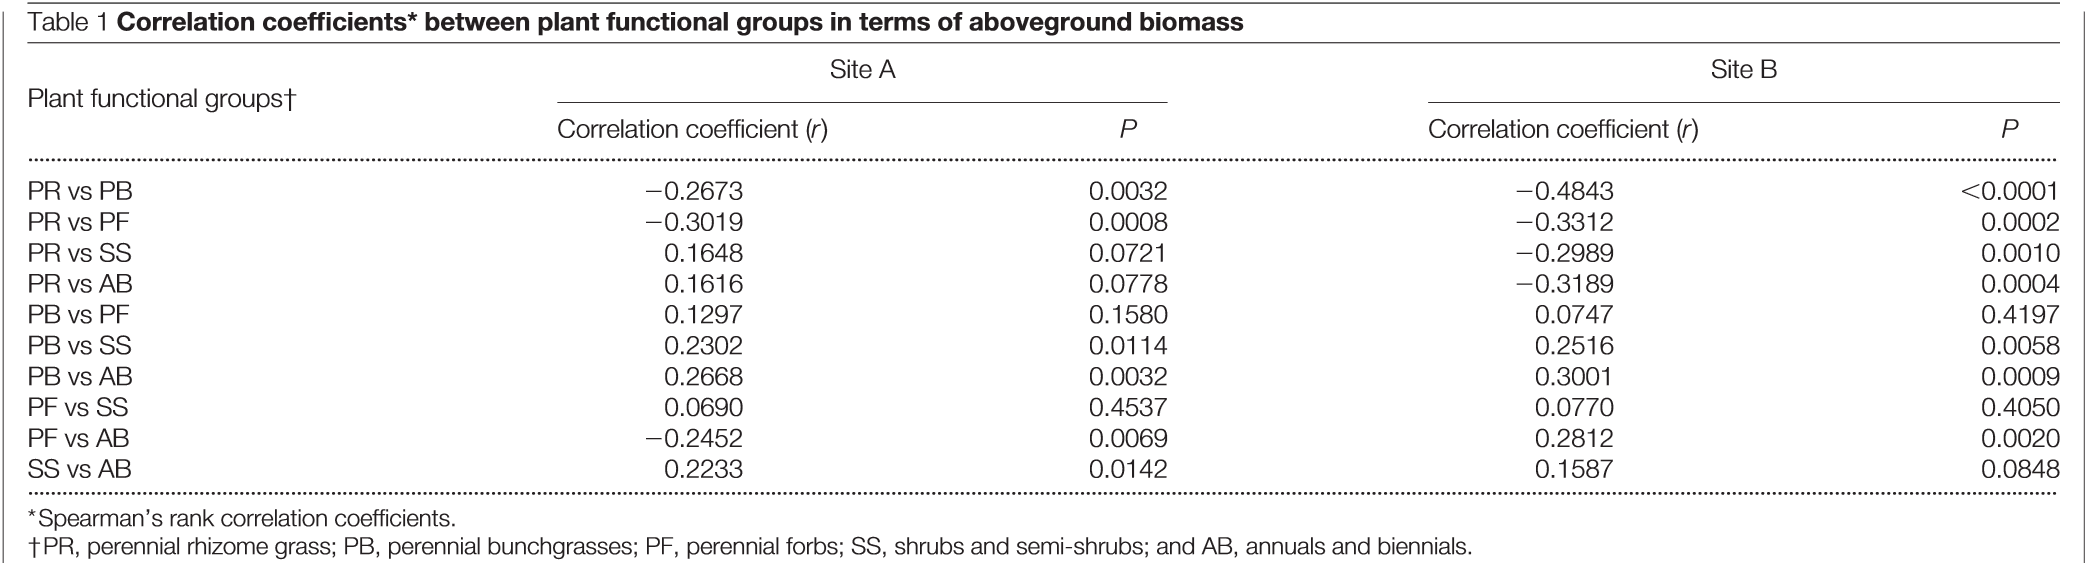 Table 1 Correlation coefficients* between plant functional groups in terms of aboveground biomass
Site A Site B
Plant functional groups†
Correlation coefficient (r) P Correlation coefficient (r) P
PR vs PB −0.2673 0.0032 −0.4843 <0.0001
PR vs PF −0.3019 0.0008 −0.3312 0.0002
PR vs SS 0.1648 0.0721 −0.2989 0.0010
PR vs AB 0.1616 0.0778 −0.3189 0.0004
PB vs PF 0.1297 0.1580 0.0747 0.4197
PB vs SS 0.2302 0.0114 0.2516 0.0058
PB vs AB 0.2668 0.0032 0.3001 0.0009
PF vs SS 0.0690 0.4537 0.0770 0.4050
PF vs AB −0.2452 0.0069 0.2812 0.0020
SS vs AB 0.2233 0.0142 0.1587 0.0848
*Spearman's rank correlation coefficients.
†PR, perennial rhizome grass; PB, perennial bunchgrasses; PF, perennial forbs; SS, shrubs and semi-shrubs; and AB, annuals and biennials.